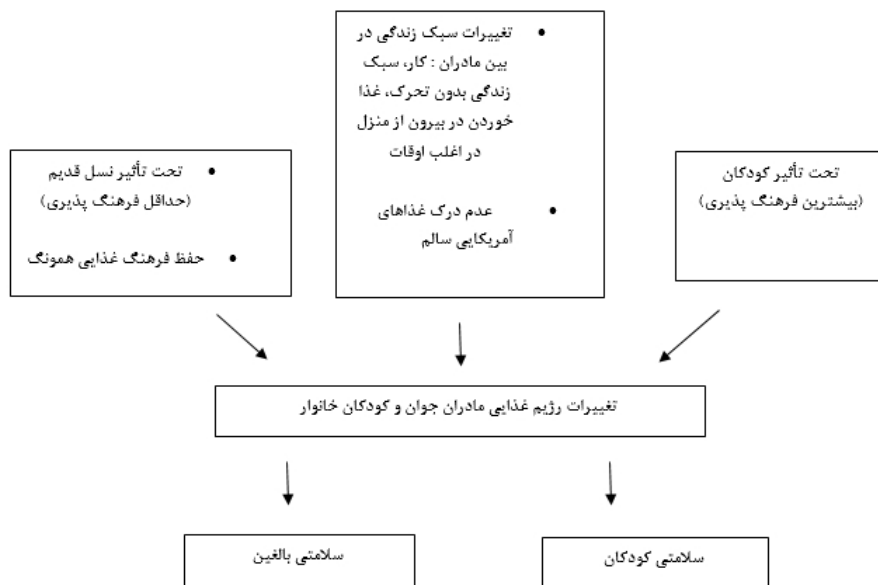 تحت تأثیر کودکان
(بیشترین فرهنگ پذیری)
• تغییرات سبک زندگی در
بین مادران : کار، سبک
زندگی بدون تحرک، غذا
خوردن در بیرون از منزل
در اغلب اوقات
• عدم درک غذاهای
آمریکایی سالم
• تحت تأثیر نسل قدیم
(حداقل فرهنگ پذیری)
• حفظ فرهنگ غذایی همونگ
تغییرات رژیم غذایی مادران جوان و کودکان خانوار
سلامتی کودکان
سلامتی بالغین